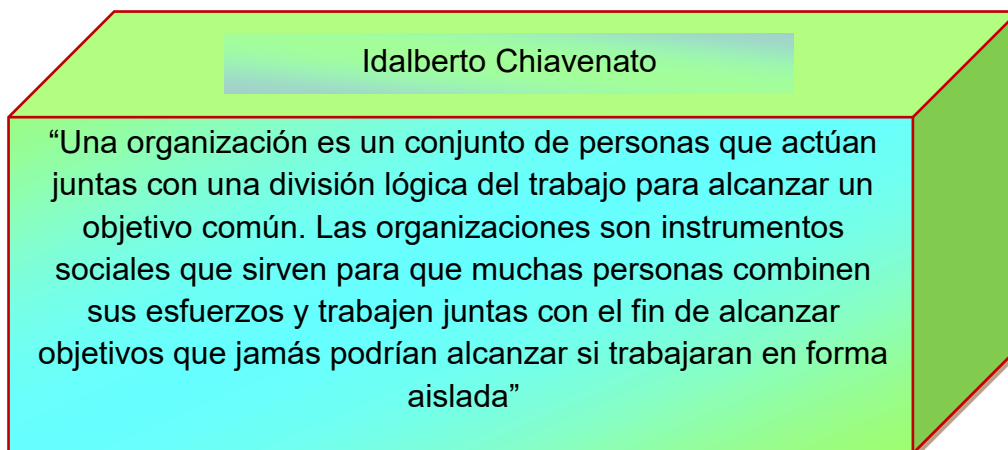 Idalberto Chiavenato
“Una organización es un conjunto de personas que actúan
juntas con una división lógica del trabajo para alcanzar un
objetivo común. Las organizaciones son instrumentos
sociales que sirven para que muchas personas combinen
sus esfuerzos y trabajen juntas con el fin de alcanzar
objetivos que jamás podrían alcanzar si trabajaran en forma
aislada”